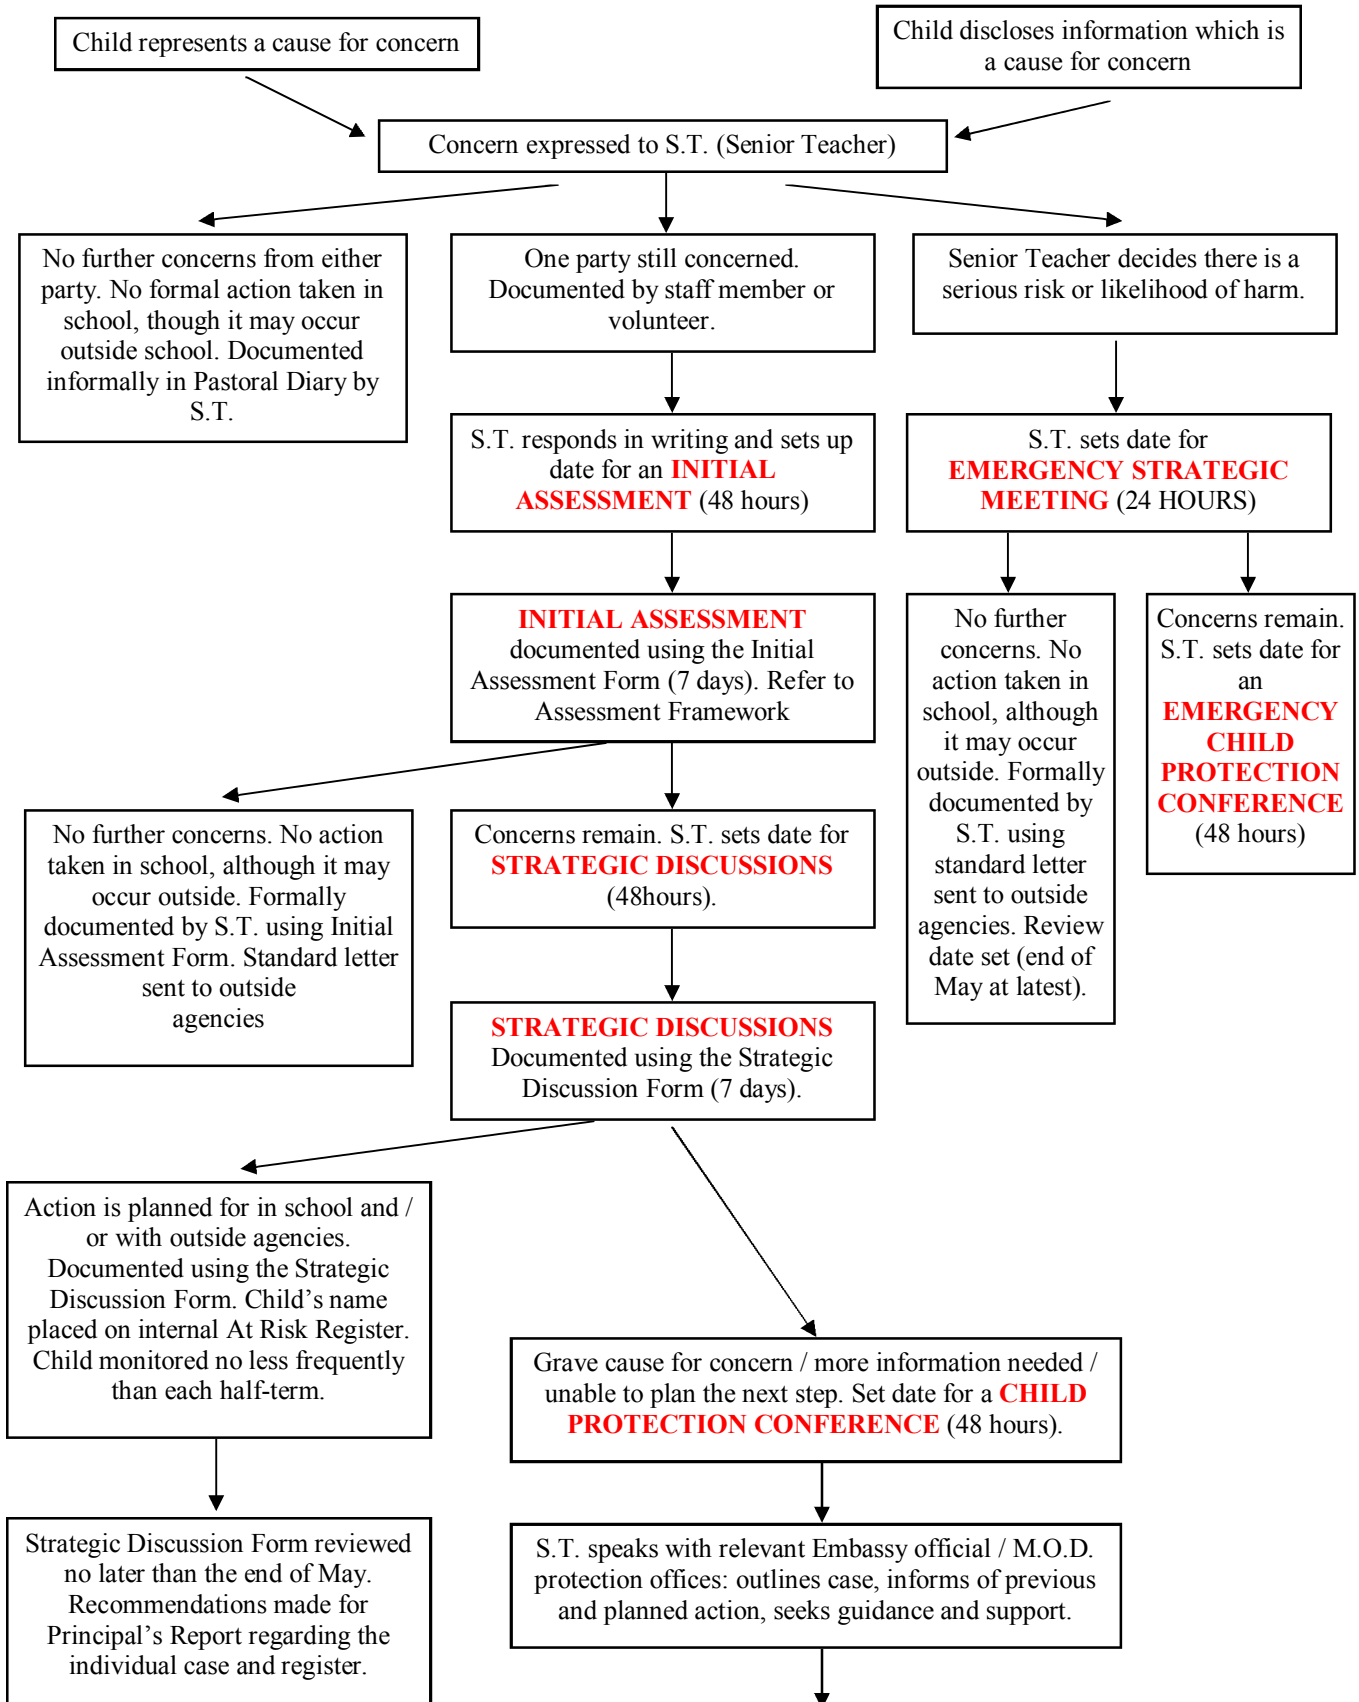 Child represents a cause for concern
Child discloses information which is
a cause for concern
Concern expressed to S.T. (Senior Teacher)
No further concerns from either
party. No formal action taken in
school, though it may occur
outside school. Documented
informally in Pastoral Diary by
S.T.
One party still concerned.
Documented by staff member or
volunteer.
Senior Teacher decides there is a
serious risk or likelihood of harm.
S.T. responds in writing and sets up
date for an INITIAL
ASSESSMENT (48 hours)
S.T. sets date for
EMERGENCY STRATEGIC
MEETING (24 HOURS)
INITIAL ASSESSMENT
documented using the Initial
Assessment Form (7 days). Refer to
Assessment Framework
No further
concerns. No
action taken in
school, although
it may occur
outside. Formally
documented by
S.T. using
standard letter
sent to outside
agencies. Review
date set (end of
May at latest).
Concerns remain.
S.T. sets date for
an
EMERGENCY
CHILD
PROTECTION
CONFERENCE
(48 hours)
No further concerns. No action
taken in school, although it may
occur outside. Formally
documented by S.T. using Initial
Assessment Form. Standard letter
sent to outside
agencies
Concerns remain. S.T. sets date for
STRATEGIC DISCUSSIONS
(48hours).
STRATEGIC DISCUSSIONS
Documented using the Strategic
Discussion Form (7 days).
Action is planned for in school and /
or with outside agencies.
Documented using the Strategic
Discussion Form. Child’s name
placed on internal At Risk Register.
Child monitored no less frequently
than each half-term.
Grave cause for concern / more information needed /
unable to plan the next step. Set date for a CHILD
PROTECTION CONFERENCE (48 hours).
Strategic Discussion Form reviewed
no later than the end of May.
Recommendations made for
Principal’s Report regarding the
individual case and register.
S.T. speaks with relevant Embassy official / M.O.D.
protection offices: outlines case, informs of previous
and planned action, seeks guidance and support.